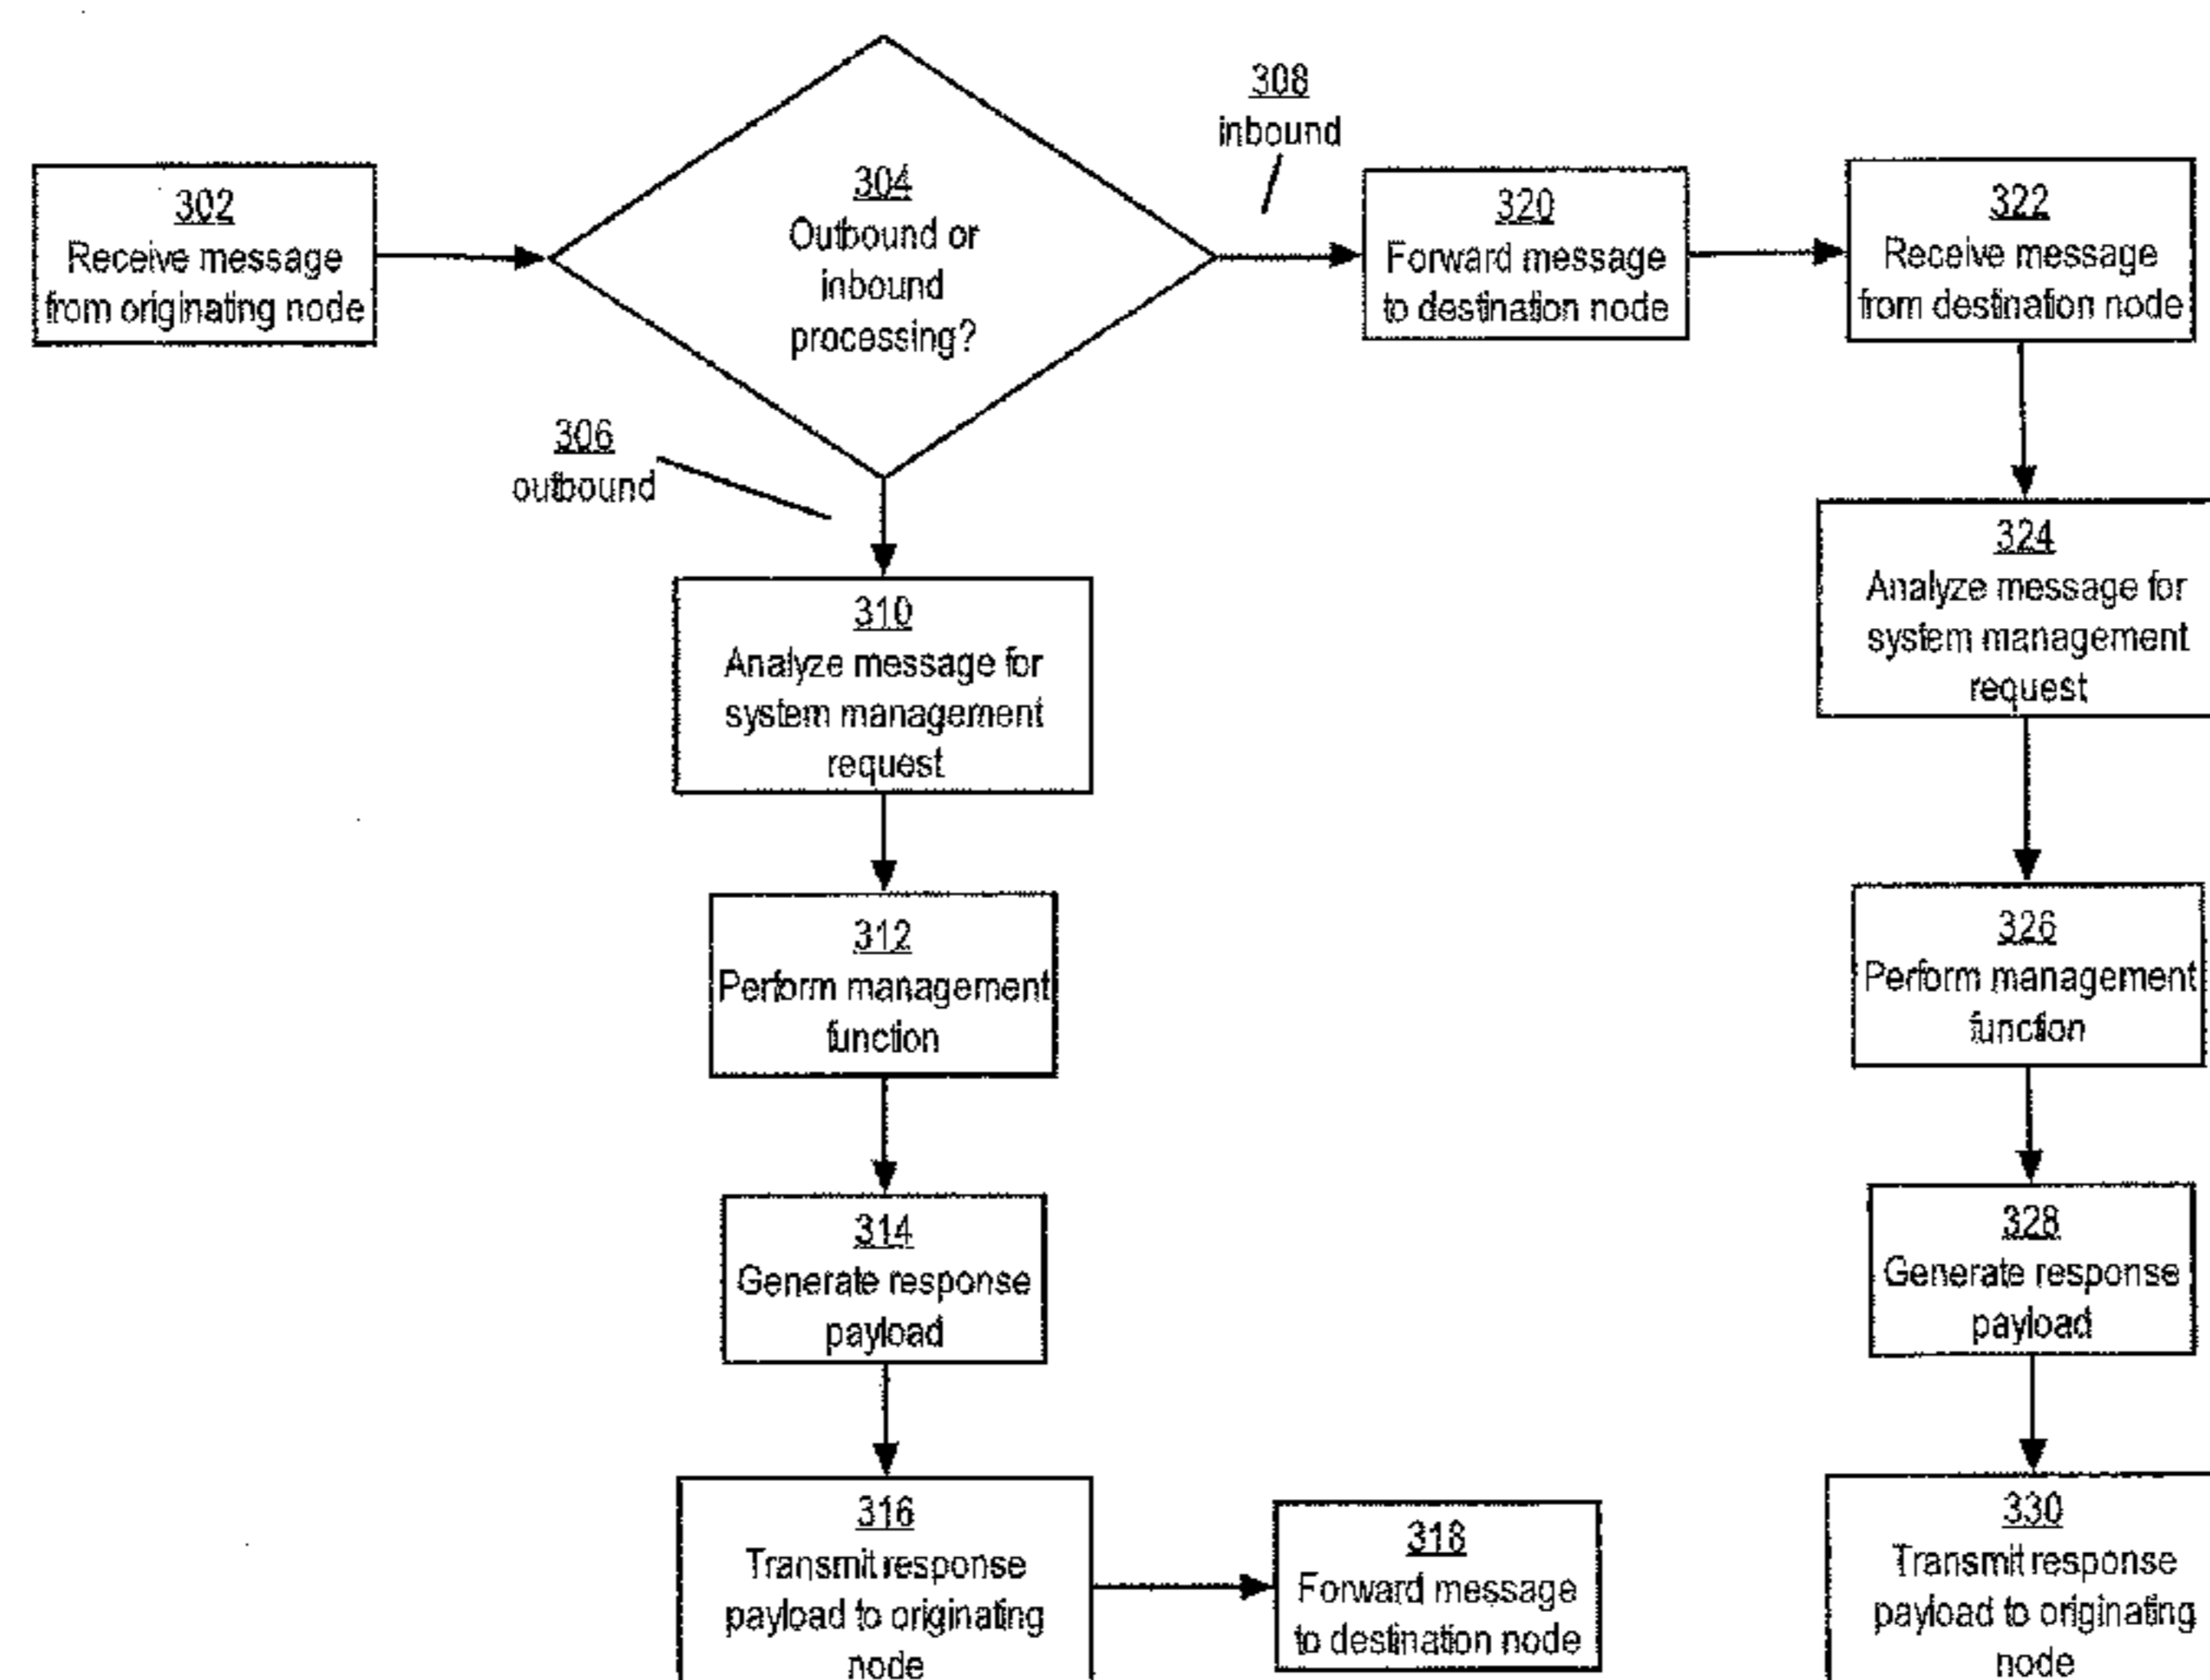 302
Receive message
from originating node
304
Outbound or
inbound
processing?
308
inbound
320
Forward message
to destination node
322
Receive message
from destination node
306
outbound
310
Analyze message for
system management
request
312
Perform management
function
314
Generate response
payload
316
Transmit response
payload to originating
node
318
Forward message
to destination node
324
Analyze message for
system management
request
326
Perform management
function
328
Generate response
payload
330
Transmit response
payload to originating
node